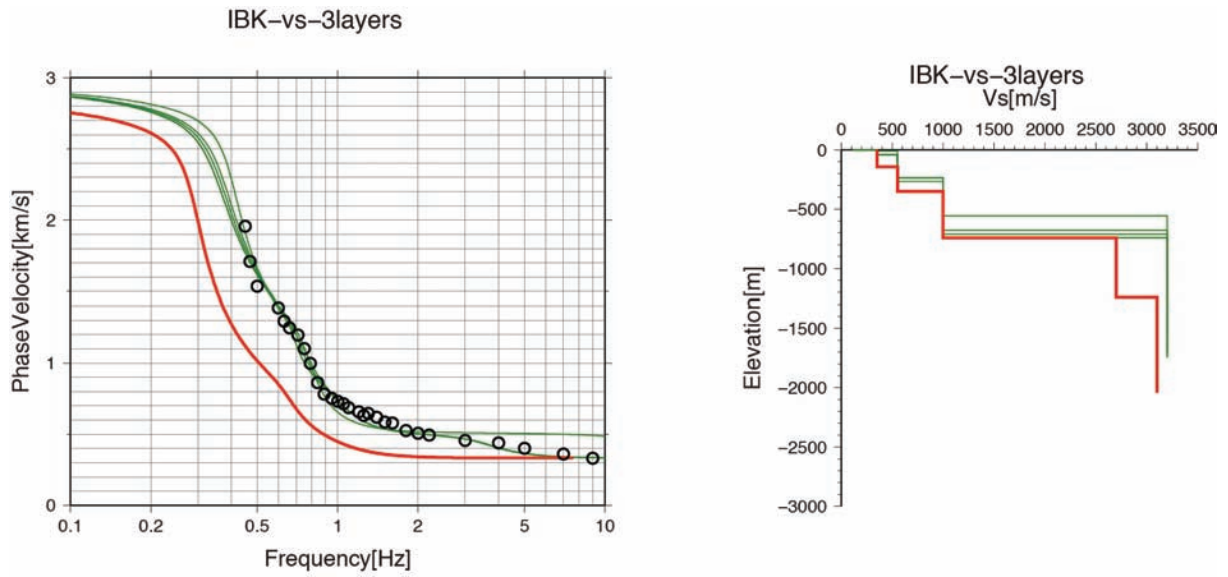 IBK-vs-3layers
3
2
1
0
PhaseVelocity[km/s]
0.1 0.2 0.5 1 2 5 10
Frequency[Hz]
IBK-vs-3layers
Vs[m/s]
0 500 1000 1500 2000 2500 3000 3500
0
-500
-1000
-1500
-2000
-2500
-3000
Elevation[m]